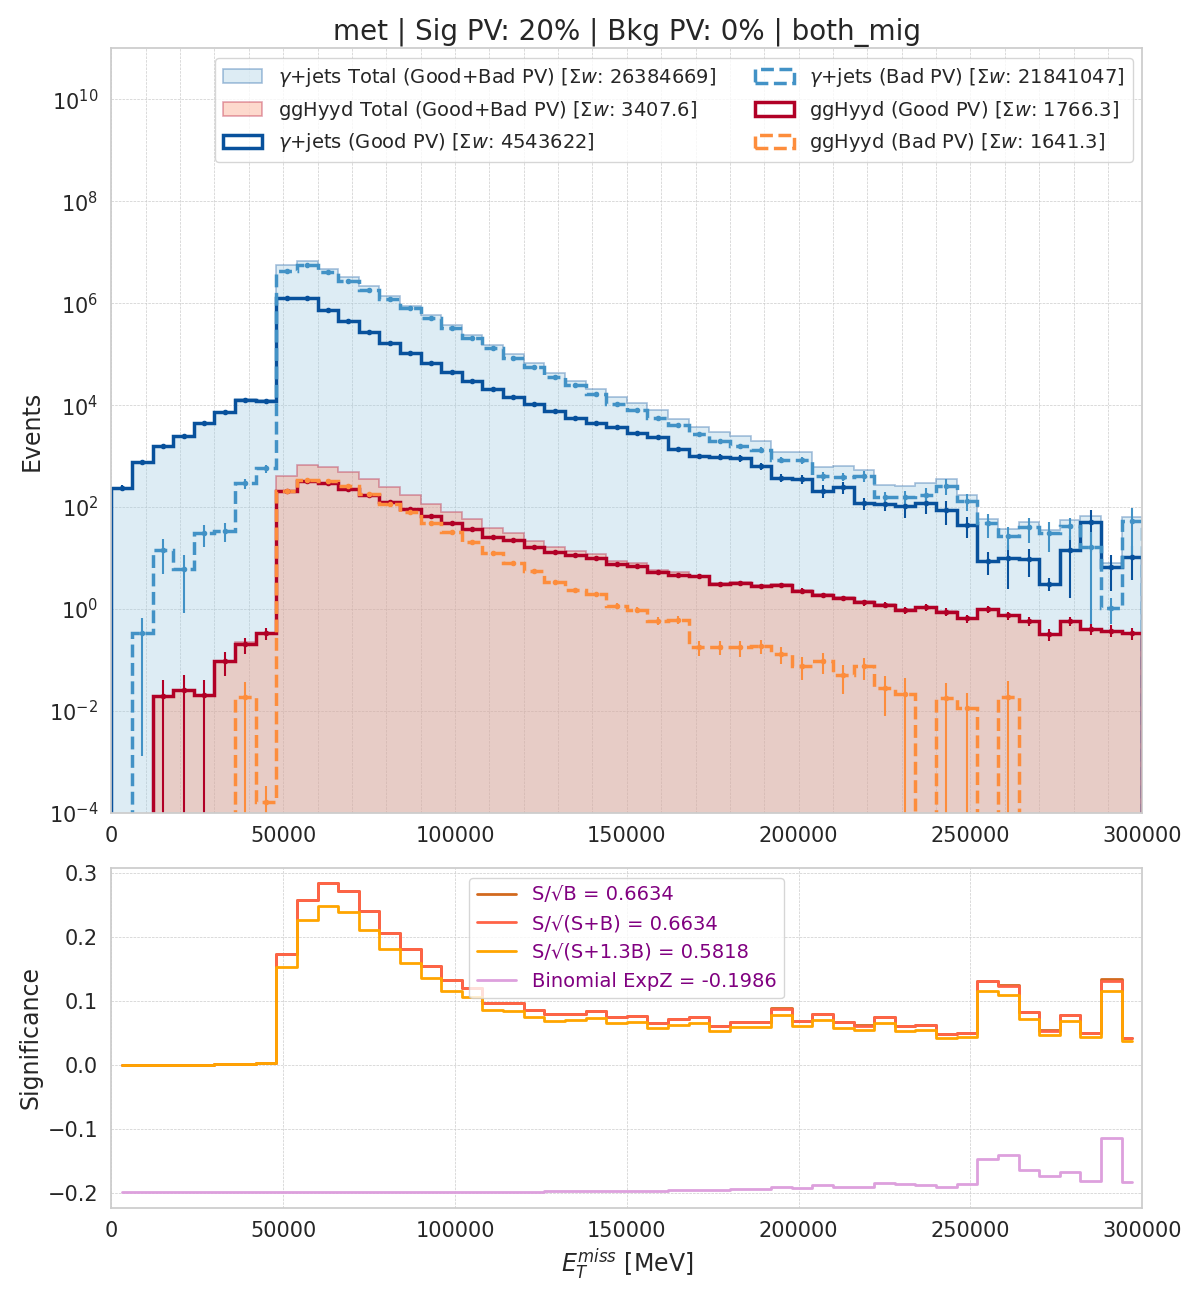 met | Sig PV: 20% | Bkg PV: 0% | both_mig
γ+jets Total (Good+Bad PV) [Σw: 26384669]
ggHyyd Total (Good+Bad PV) [Σw: 3407.6]
γ+jets (Good PV) [Σw: 4543622]
γ+jets (Bad PV) [Σw: 21841047]
ggHyyd (Good PV) [Σw: 1766.3]
ggHyyd (Bad PV) [Σw: 1641.3]
Events
10^10
10^8
10^6
10^4
10^2
10^0
10^−2
10^−4
0 50000 100000 150000 200000 250000 300000
S/√B = 0.6634
S/√(S+B) = 0.6634
S/√(S+1.3B) = 0.5818
Binomial ExpZ = -0.1986
Significance
0.3
0.2
0.1
0.0
−0.1
−0.2
0 50000 100000 150000 200000 250000 300000
E_T^miss [MeV]